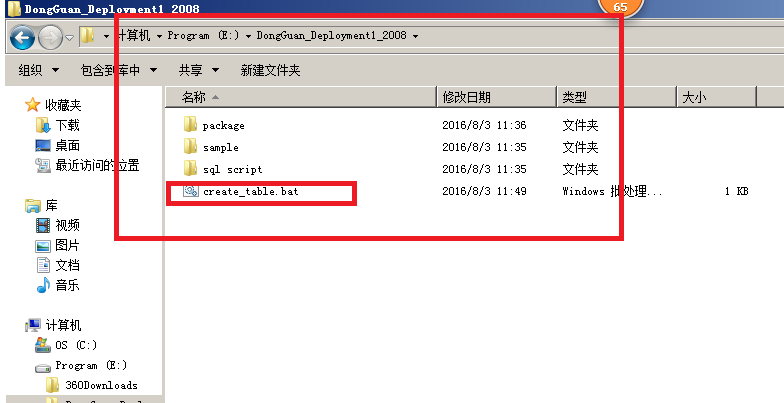 DongGuan_Deployment1_2008
65
计算机 Program (E:) DongGuan_Deployment1_2008
组织 包含到库中 共享 新建文件夹
名称 修改日期 类型 大小
收藏夹
下载
桌面
最近访问的位置
库
视频
图片
文档
音乐
计算机
OS (C:)
Program (E:)
360Downloads
package 2016/8/3 11:36 文件夹
sample 2016/8/3 11:35 文件夹
sql script 2016/8/3 11:35 文件夹
create_table.bat 2016/8/3 11:49 Windows 批处理... 1 KB